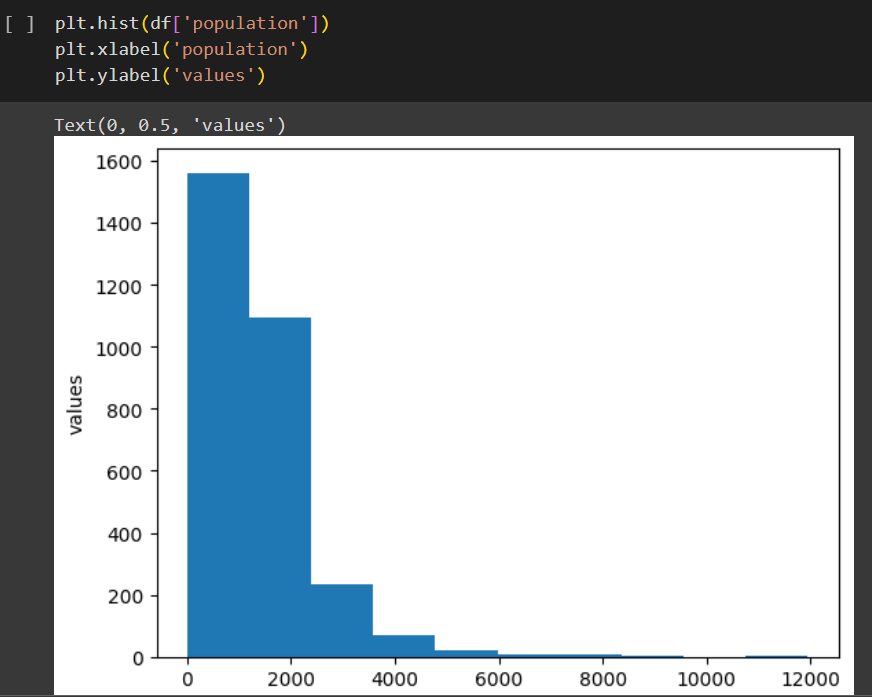 [ ] plt.hist(df['population'])
plt.xlabel('population')
plt.ylabel('values')
Text(0, 0.5, 'values')
1600
1400
1200
1000
800
600
400
200
0
values
0 2000 4000 6000 8000 10000 12000